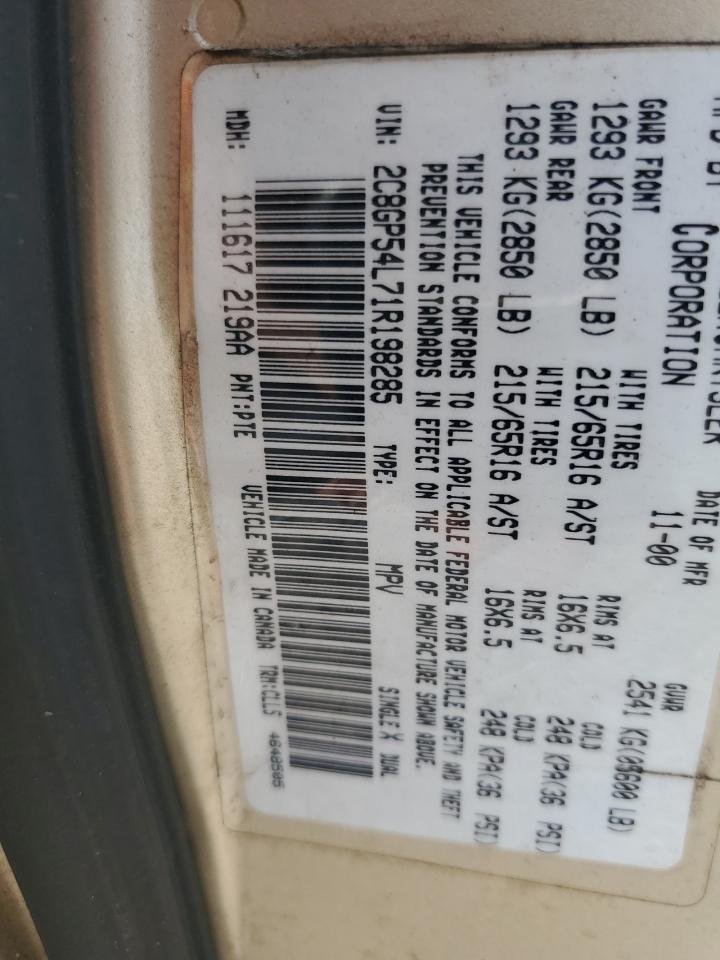 CORPORATION
DATE OF MFR
11-00
GVWR
2541 KG(05600 LB)
GAWR FRONT
WITH TIRES
RIMS AT
COLD
1293 KG(2850 LB) 215/65R16 A/ST 16X6.5 248 KPA(36 PSI)
GAWR REAR
WITH TIRES
RIMS AT
COLD
1293 KG(2850 LB) 215/65R16 A/ST 16X6.5 248 KPA(36 PSI)
THIS VEHICLE CONFORMS TO ALL APPLICABLE FEDERAL MOTOR VEHICLE SAFETY AND THEFT
PREVENTION STANDARDS IN EFFECT ON THE DATE OF MANUFACTURE SHOWN ABOVE.
VIN: 2C8GP54L71R198285 TYPE: MPV SINGLE X DUAL
MDH: 111617 219AA PNT:PTE VEHICLE MADE IN CANADA TRM:CLL5 4648505